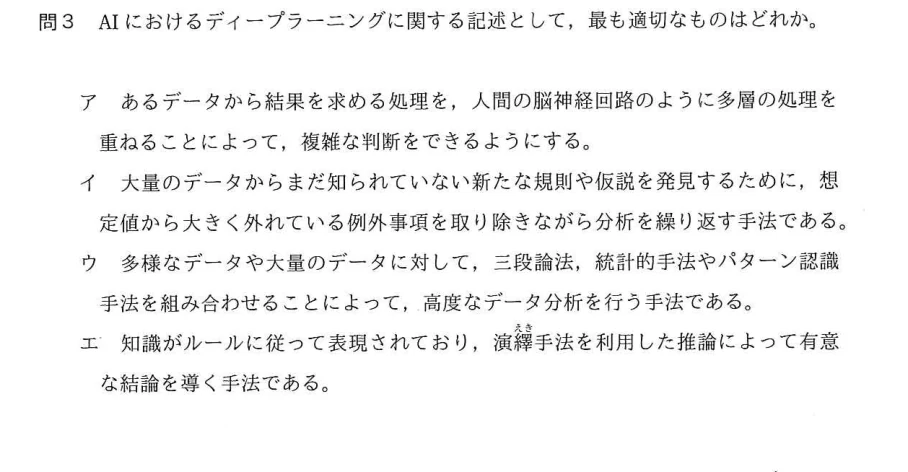 問3　AIにおけるディープラーニングに関する記述として，最も適切なものはどれか。
ア　あるデータから結果を求める処理を，人間の脳神経回路のように多層の処理を
重ねることによって，複雑な判断をできるようにする。
イ　大量のデータからまだ知られていない新たな規則や仮説を発見するために，想
定値から大きく外れている例外事項を取り除きながら分析を繰り返す手法である。
ウ　多様なデータや大量のデータに対して，三段論法，統計的手法やパターン認識
手法を組み合わせることによって，高度なデータ分析を行う手法である。
えき
エ　知識がルールに従って表現されており，演繹手法を利用した推論によって有意
な結論を導く手法である。